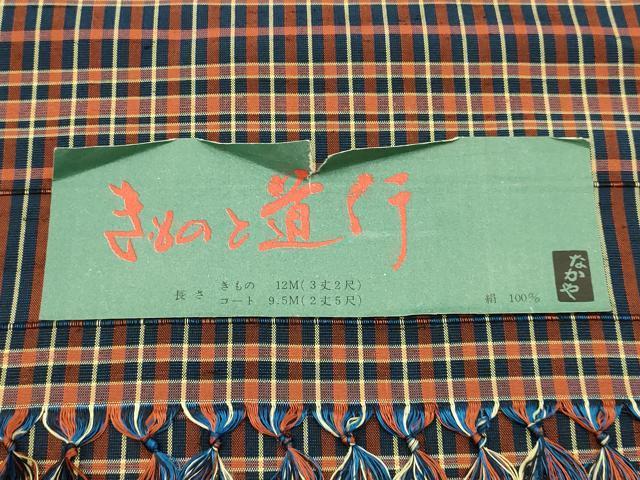 きものと道行
長さ きもの 12M(3丈2尺)
コート 9.5M(2丈5尺)
絹 100%
なかや